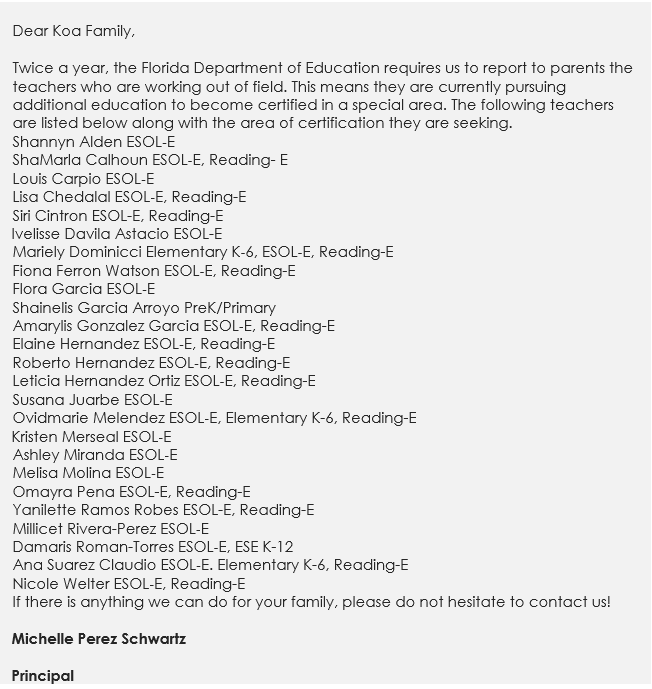 Dear Koa Family,
Twice a year, the Florida Department of Education requires us to report to parents the
teachers who are working out of field. This means they are currently pursuing
additional education to become certified in a special area. The following teachers
are listed below along with the area of certification they are seeking.
Shannyn Alden ESOL-E
ShaMarla Calhoun ESOL-E, Reading- E
Louis Carpio ESOL-E
Lisa Chedalal ESOL-E, Reading-E
Siri Cintron ESOL-E, Reading-E
Ivelisse Davila Astacio ESOL-E
Mariely Dominicci Elementary K-6, ESOL-E, Reading-E
Fiona Ferron Watson ESOL-E, Reading-E
Flora Garcia ESOL-E
Shainelis Garcia Arroyo PreK/Primary
Amarylis Gonzalez Garcia ESOL-E, Reading-E
Elaine Hernandez ESOL-E, Reading-E
Roberto Hernandez ESOL-E, Reading-E
Leticia Hernandez Ortiz ESOL-E, Reading-E
Susana Juarbe ESOL-E
Ovidmarie Melendez ESOL-E, Elementary K-6, Reading-E
Kristen Merseal ESOL-E
Ashley Miranda ESOL-E
Melisa Molina ESOL-E
Omayra Pena ESOL-E, Reading-E
Yanilette Ramos Robes ESOL-E, Reading-E
Millicet Rivera-Perez ESOL-E
Damaris Roman-Torres ESOL-E, ESE K-12
Ana Suarez Claudio ESOL-E. Elementary K-6, Reading-E
Nicole Welter ESOL-E, Reading-E
If there is anything we can do for your family, please do not hesitate to contact us!
Michelle Perez Schwartz
Principal